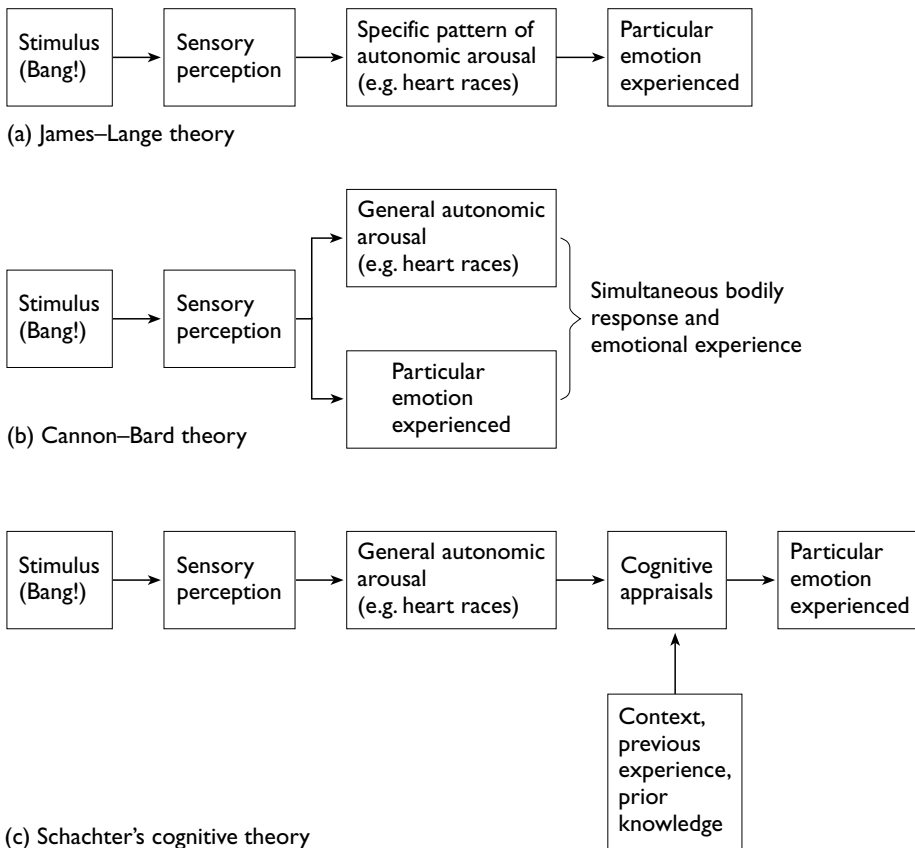 Stimulus
(Bang!)
Sensory
perception
Specific pattern of
autonomic arousal
(e.g. heart races)
Particular
emotion
experienced
(a) James–Lange theory
Stimulus
(Bang!)
Sensory
perception
General autonomic
arousal
(e.g. heart races)
Particular
emotion
experienced
Simultaneous bodily
response and
emotional experience
(b) Cannon–Bard theory
Stimulus
(Bang!)
Sensory
perception
General autonomic
arousal
(e.g. heart races)
Cognitive
appraisals
Particular
emotion
experienced
Context,
previous
experience,
prior
knowledge
(c) Schachter’s cognitive theory